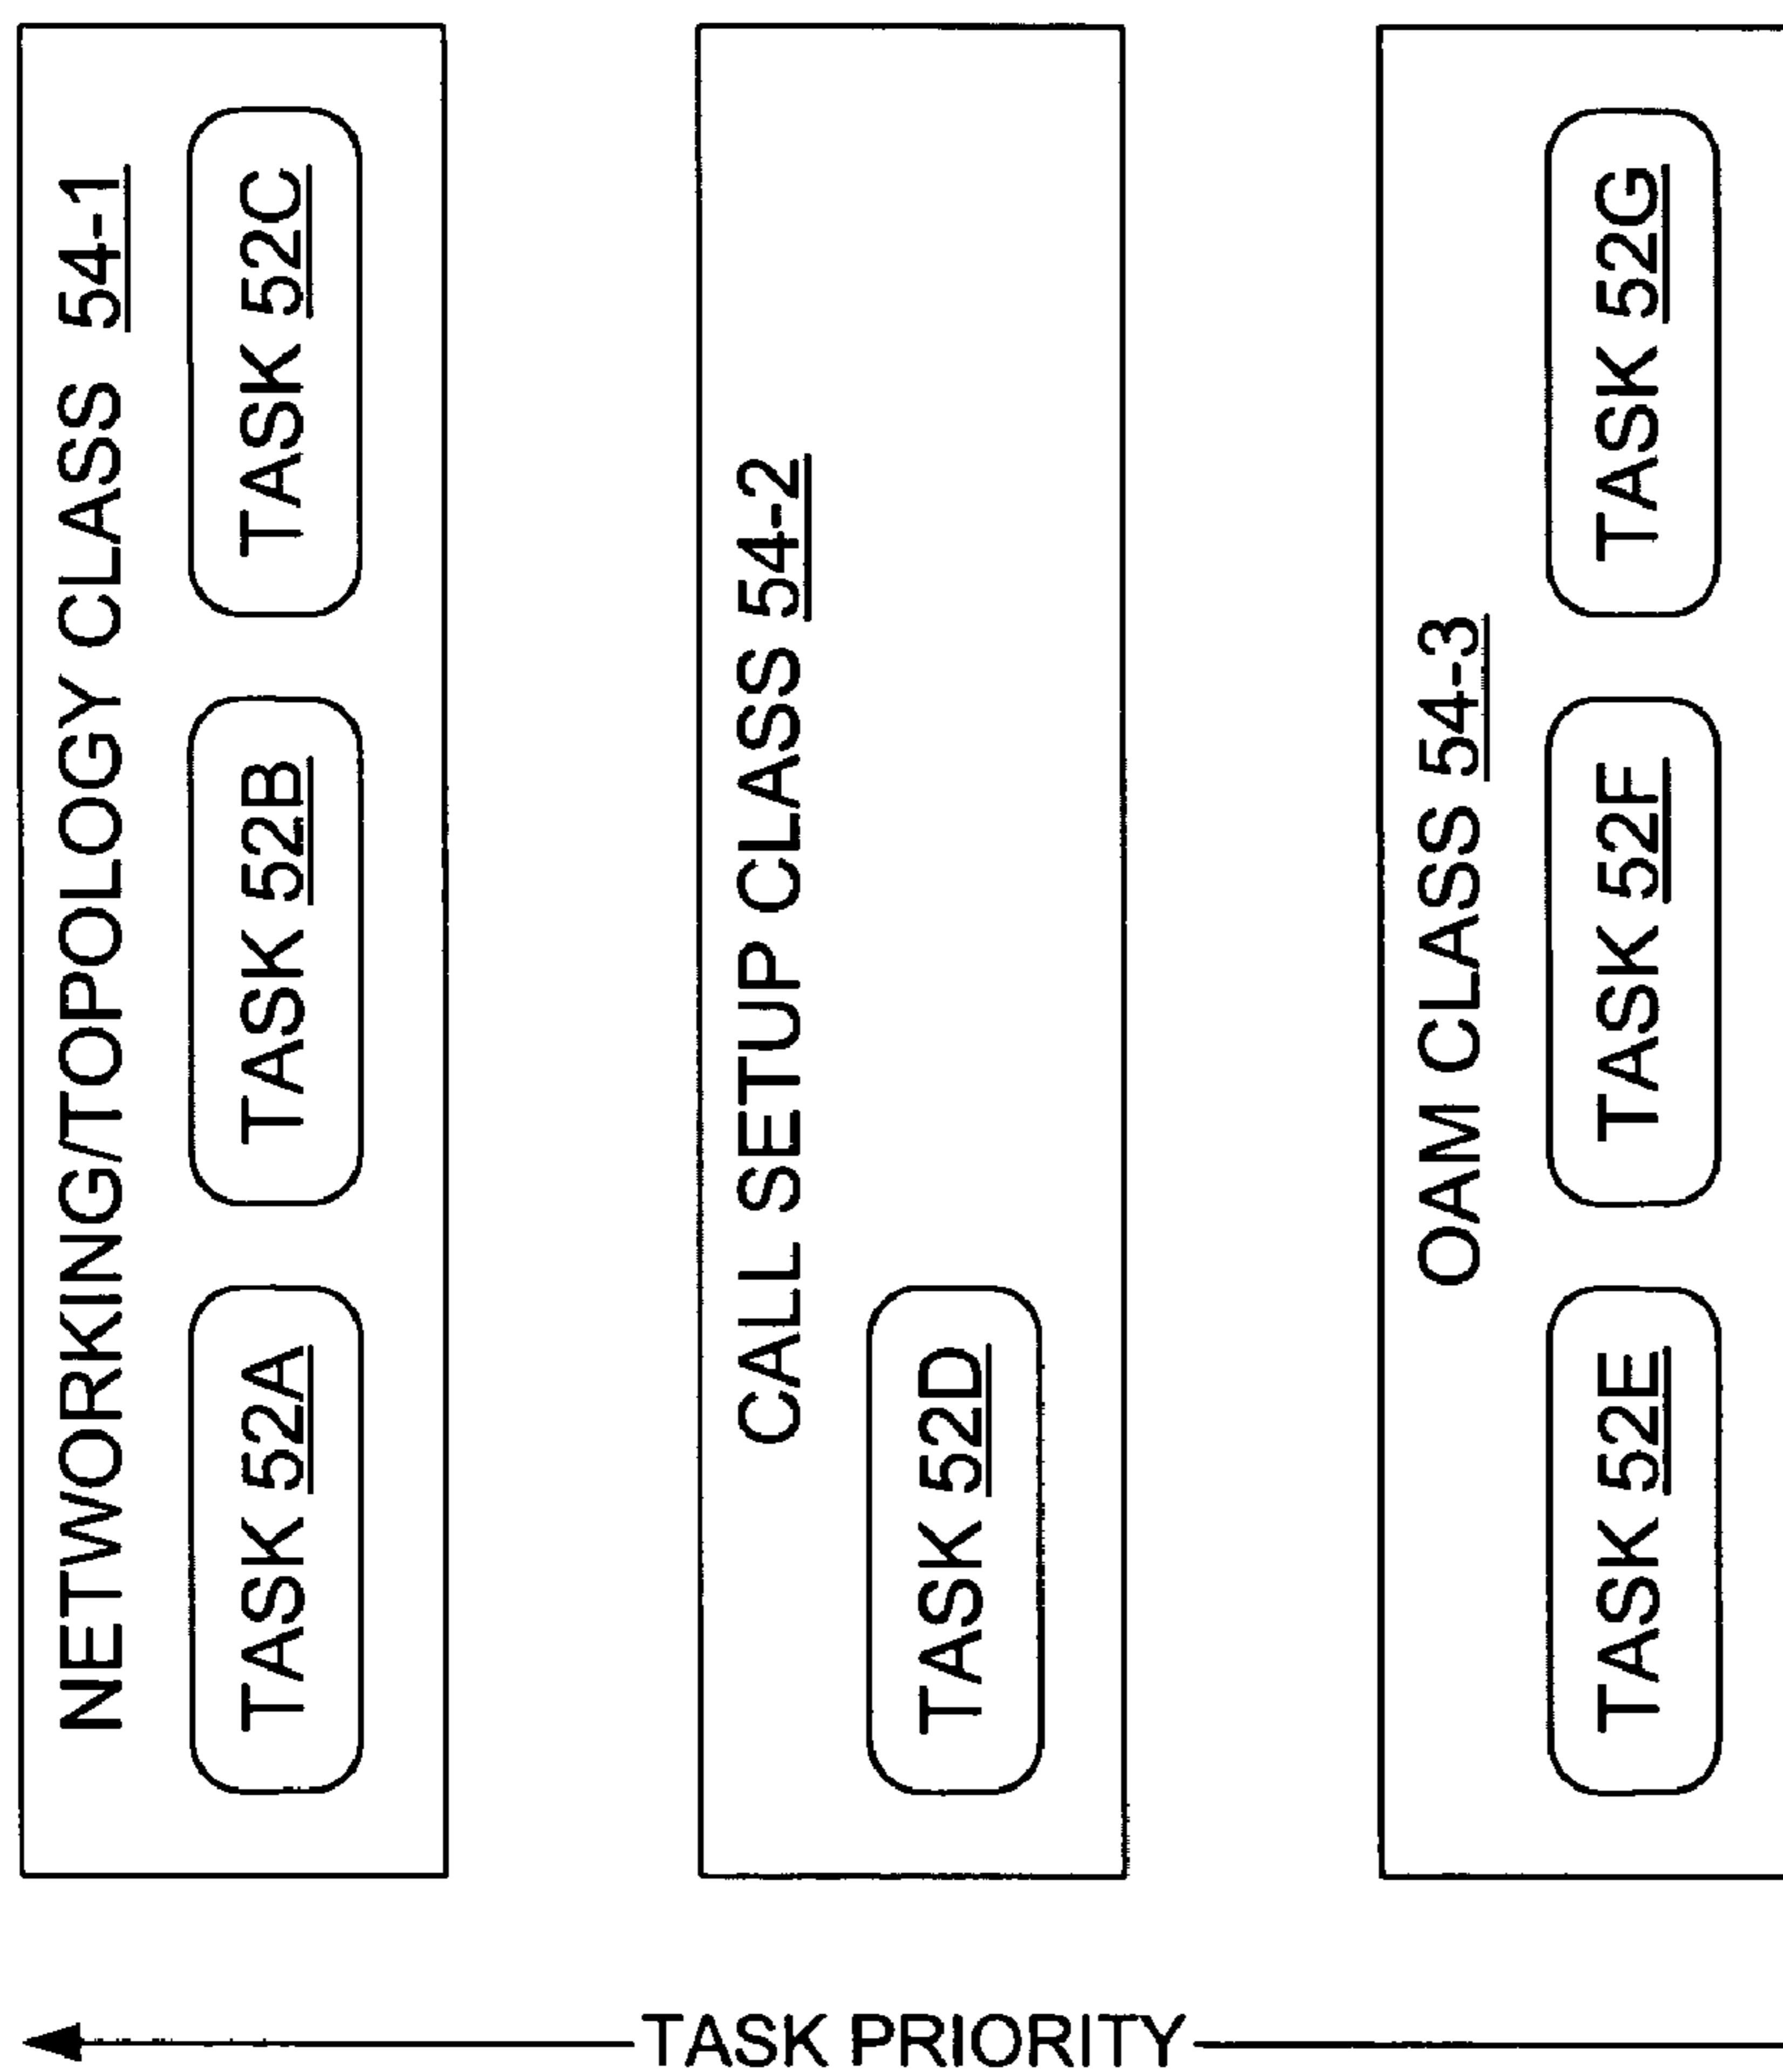 NETWORKING/TOPOLOGY CLASS 54-1
TASK 52A
TASK 52B
TASK 52C
CALL SETUP CLASS 54-2
TASK 52D
OAM CLASS 54-3
TASK 52E
TASK 52F
TASK 52G
TASK PRIORITY